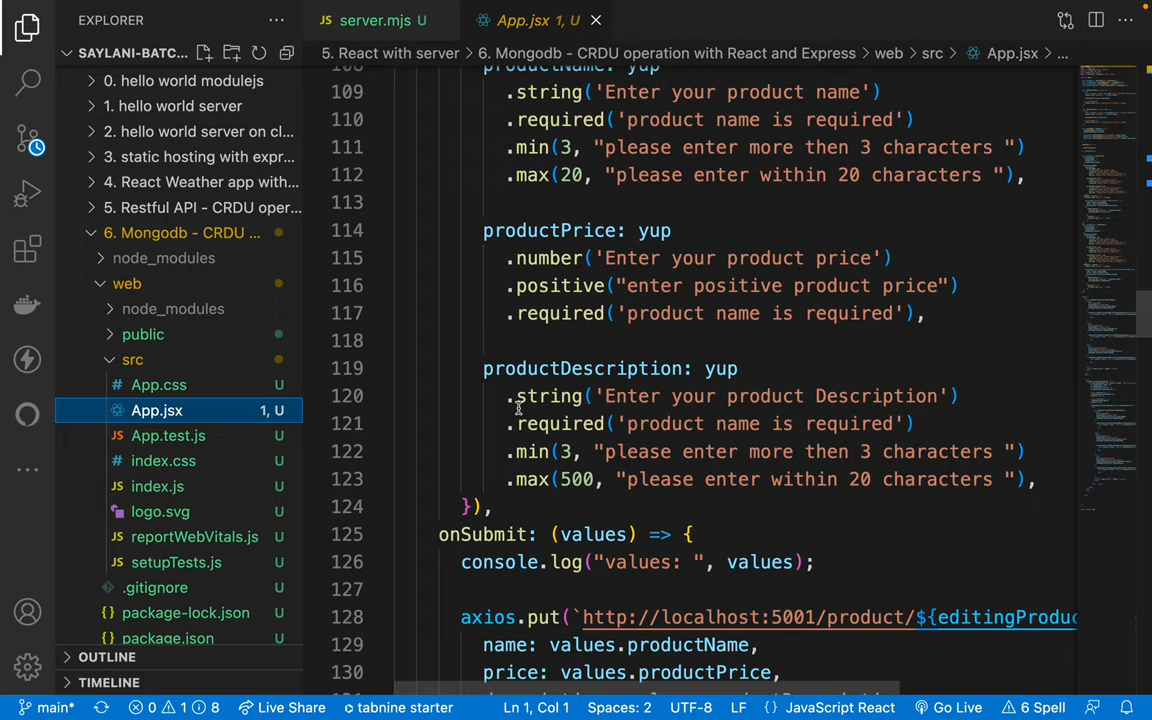 EXPLORER
SAYLANI-BATC...
0. hello world modulejs
1. hello world server
2. hello world server on cl...
3. static hosting with expr...
4. React Weather app with...
5. Restful API - CRDU oper...
6. Mongodb - CRDU ...
node_modules
web
node_modules
public
src
App.css U
App.jsx 1, U
App.test.js U
index.css U
index.js U
logo.svg U
reportWebVitals.js U
setupTests.js U
.gitignore U
package-lock.json U
package.json U
OUTLINE
TIMELINE
JS server.mjs U
App.jsx 1, U
5. React with server > 6. Mongodb - CRDU operation with React and Express > web > src > App.jsx > ...
108 productName: yup
109 .string('Enter your product name')
110 .required('product name is required')
111 .min(3, "please enter more then 3 characters ")
112 .max(20, "please enter within 20 characters "),
113
114 productPrice: yup
115 .number('Enter your product price')
116 .positive("enter positive product price")
117 .required('product name is required'),
118
119 productDescription: yup
120 .string('Enter your product Description')
121 .required('product name is required')
122 .min(3, "please enter more then 3 characters ")
123 .max(500, "please enter within 20 characters "),
124 }),
125 onSubmit: (values) => {
126 console.log("values: ", values);
127
128 axios.put(`http://localhost:5001/product/${editingProduc
129 name: values.productName,
130 price: values.productPrice,
main* 0 1 8 Live Share tabnine starter Ln 1, Col 1 Spaces: 2 UTF-8 LF {} JavaScript React Go Live 6 Spell